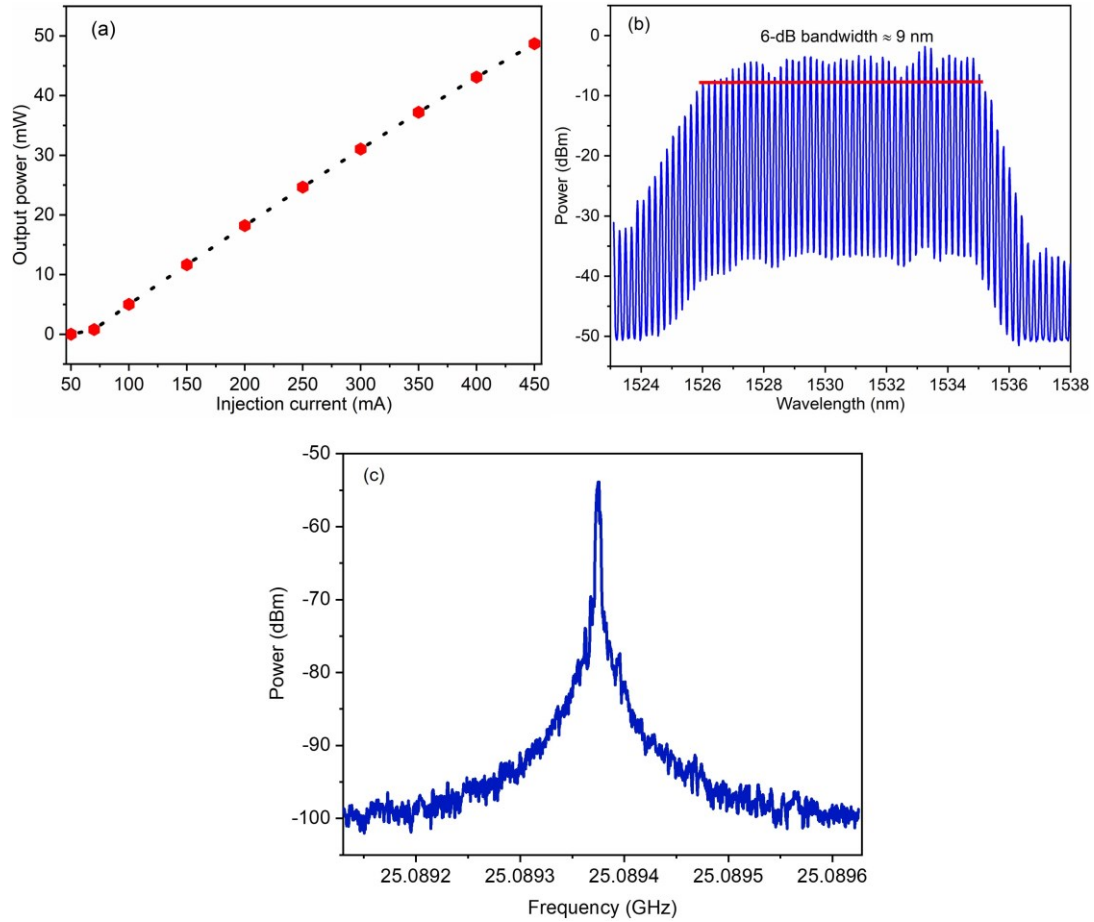 (a)
50
40
30
20
10
0
Output power (mW)
50 100 150 200 250 300 350 400 450
Injection current (mA)
(b)
6-dB bandwidth ≈ 9 nm
0
-10
-20
-30
-40
-50
Power (dBm)
1524 1526 1528 1530 1532 1534 1536 1538
Wavelength (nm)
(c)
-50
-60
-70
-80
-90
-100
Power (dBm)
25.0892 25.0893 25.0894 25.0895 25.0896
Frequency (GHz)